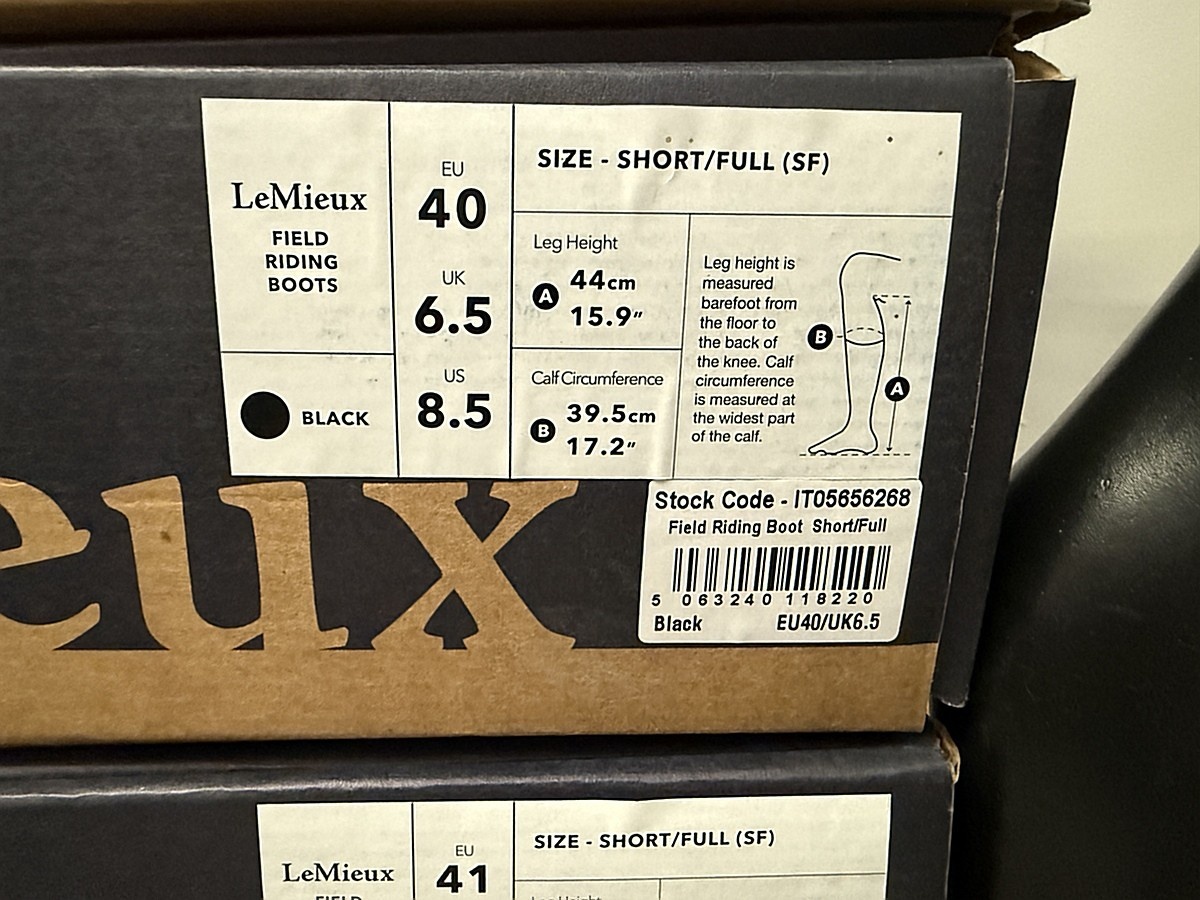 LeMieux
FIELD
RIDING
BOOTS
BLACK
EU
40
UK
6.5
US
8.5
SIZE - SHORT/FULL (SF)
Leg Height
A
44cm
15.9"
Calf Circumference
B
39.5cm
17.2"
Leg height is
measured
barefoot from
the floor to
the back of
the knee. Calf
circumference
is measured at
the widest part
of the calf.
B
A
eux
Stock Code - IT05656268
Field Riding Boot Short/Full
5 063240 118220
Black EU40/UK6.5
LeMieux
FIELD
EU
41
SIZE - SHORT/FULL (SF)
Leg Height